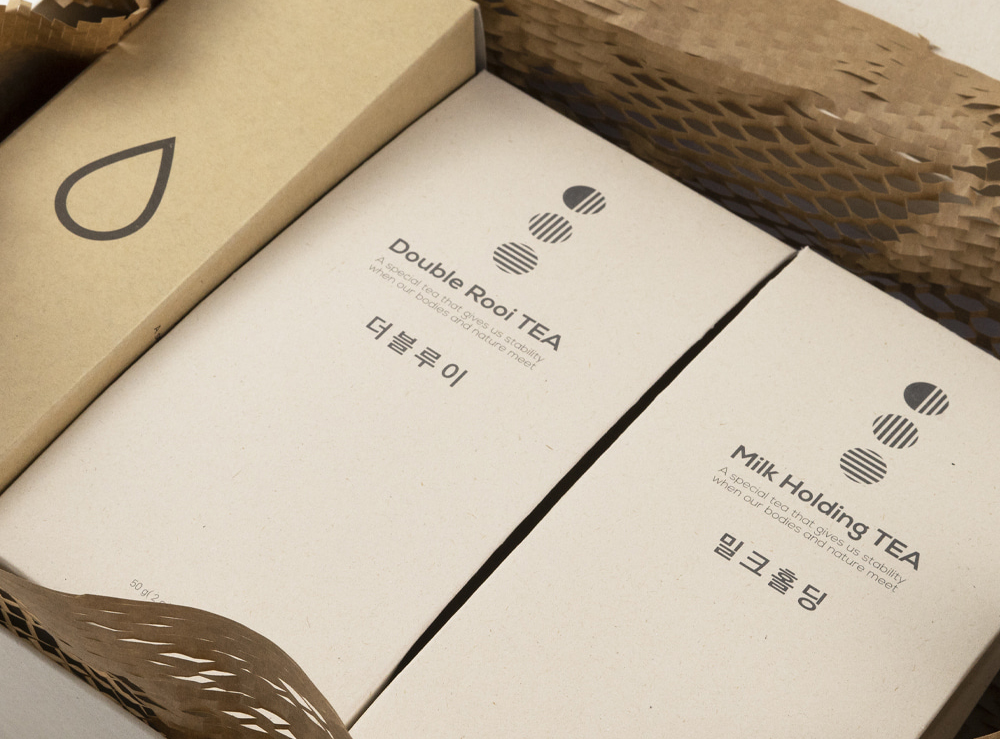 Double Rooi TEA
A special tea that gives us stability
when our bodies and nature meet
더블루이
50 g( 2
Milk Holding TEA
A special tea that gives us stability
when our bodies and nature meet
밀크홀딩